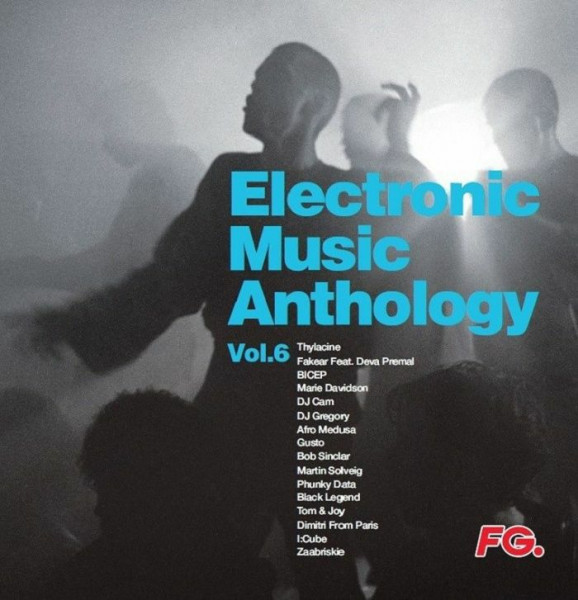 Electronic
Music
Anthology
Vol.6
Thylacine
Fakear Feat. Deva Premal
BICEP
Marie Davidson
DJ Cam
DJ Gregory
Afro Medusa
Gusto
Bob Sinclar
Martin Solveig
Phunky Data
Black Legend
Tom & Joy
Dimitri From Paris
I:Cube
Zaabriskie
FG.